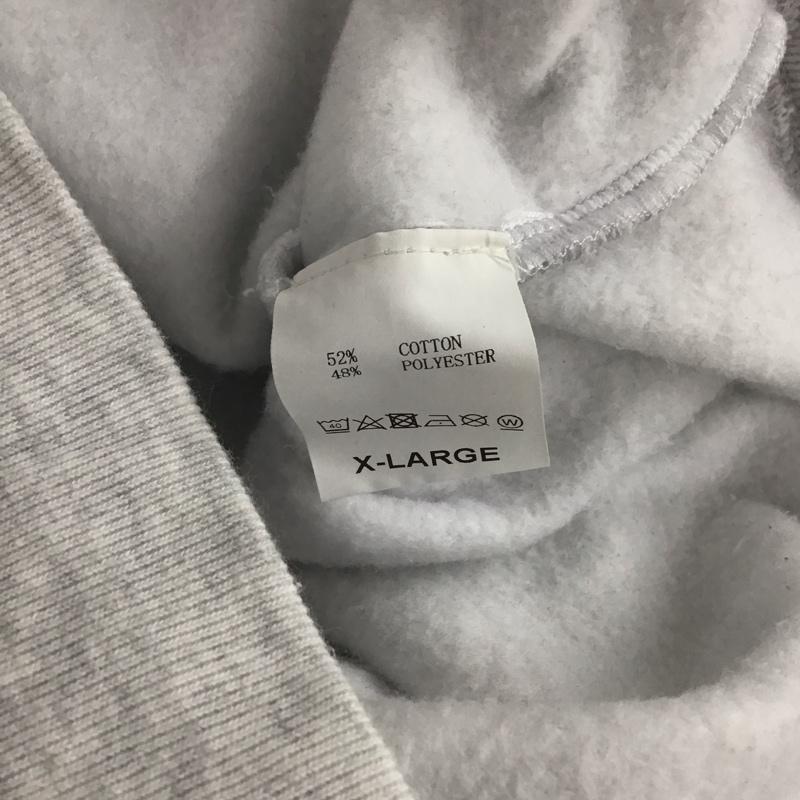 52% COTTON
48% POLYESTER
40 W
X-LARGE